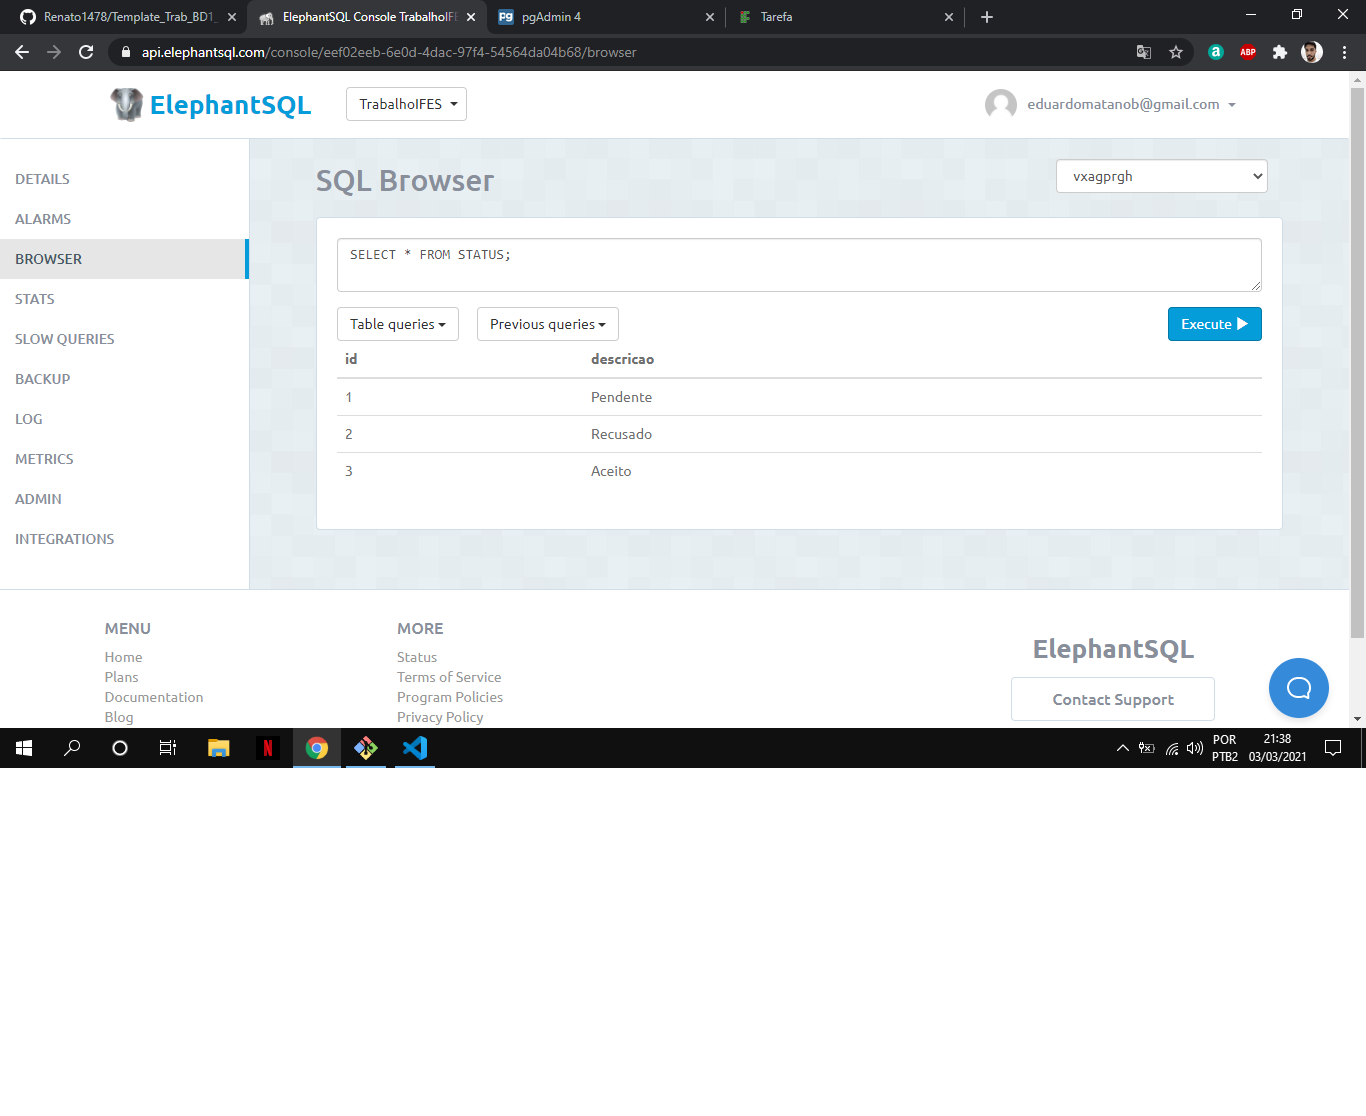 Renato1478/Template_Trab_BD1_
ElephantSQL Console TrabalhoIFE
pgAdmin 4
Tarefa
api.elephantsql.com/console/eef02eeb-6e0d-4dac-97f4-54564da04b68/browser
ABP
ElephantSQL
TrabalhoIFES
eduardomatanob@gmail.com
DETAILS
ALARMS
BROWSER
STATS
SLOW QUERIES
BACKUP
LOG
METRICS
ADMIN
INTEGRATIONS
SQL Browser
vxagprgh
SELECT * FROM STATUS;
Table queries
Previous queries
Execute
id descricao
1 Pendente
2 Recusado
3 Aceito
MENU
Home
Plans
Documentation
Blog
MORE
Status
Terms of Service
Program Policies
Privacy Policy
ElephantSQL
Contact Support
POR
PTB2
21:38
03/03/2021